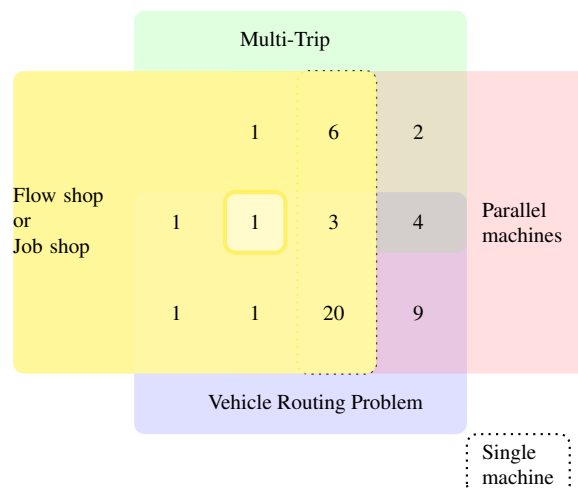 Multi-Trip
1 6 2
Flow shop
or
Job shop
1 1 3 4
Parallel
machines
1 1 20 9
Vehicle Routing Problem
Single
machine